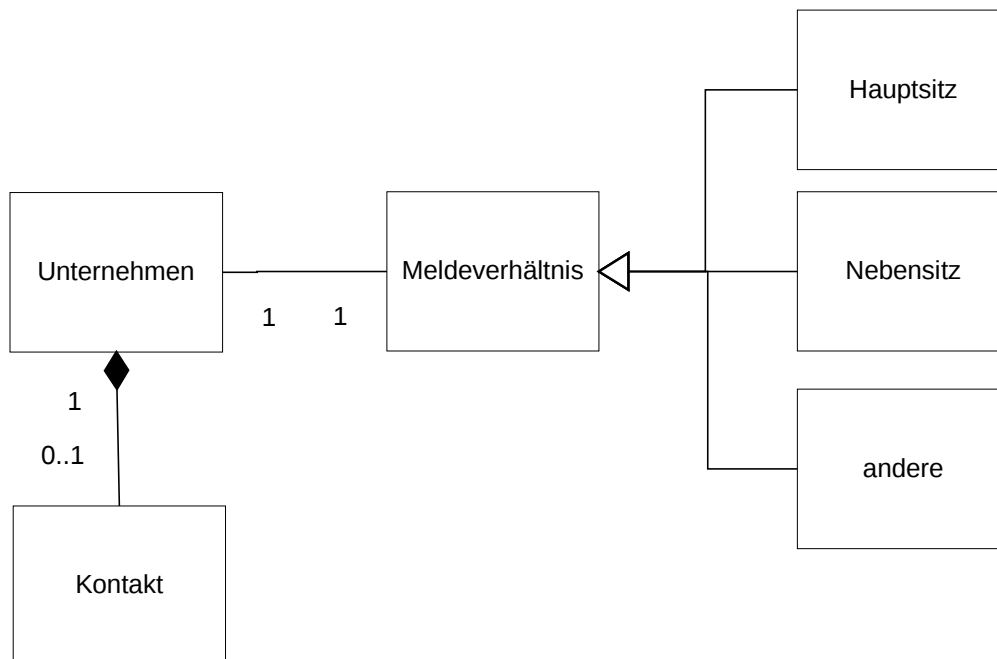 Hauptsitz
Unternehmen
Meldeverhältnis
Nebensitz
1
1
1
0..1
andere
Kontakt